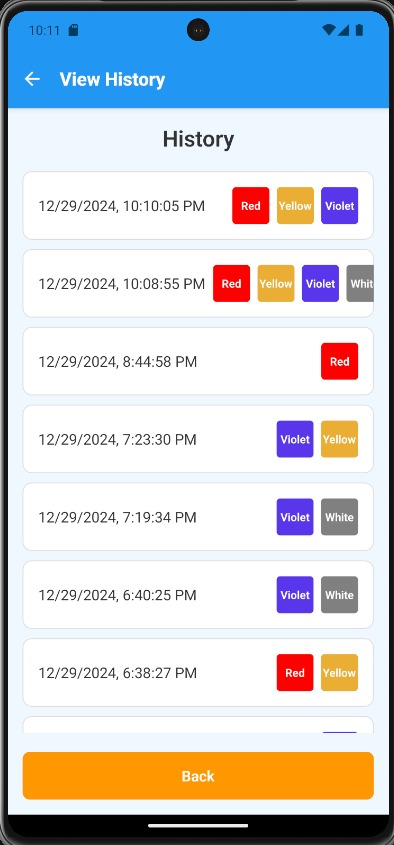 10:11
View History
History
12/29/2024, 10:10:05 PM Red Yellow Violet
12/29/2024, 10:08:55 PM Red Yellow Violet Whit
12/29/2024, 8:44:58 PM Red
12/29/2024, 7:23:30 PM Violet Yellow
12/29/2024, 7:19:34 PM Violet White
12/29/2024, 6:40:25 PM Violet White
12/29/2024, 6:38:27 PM Red Yellow
Back